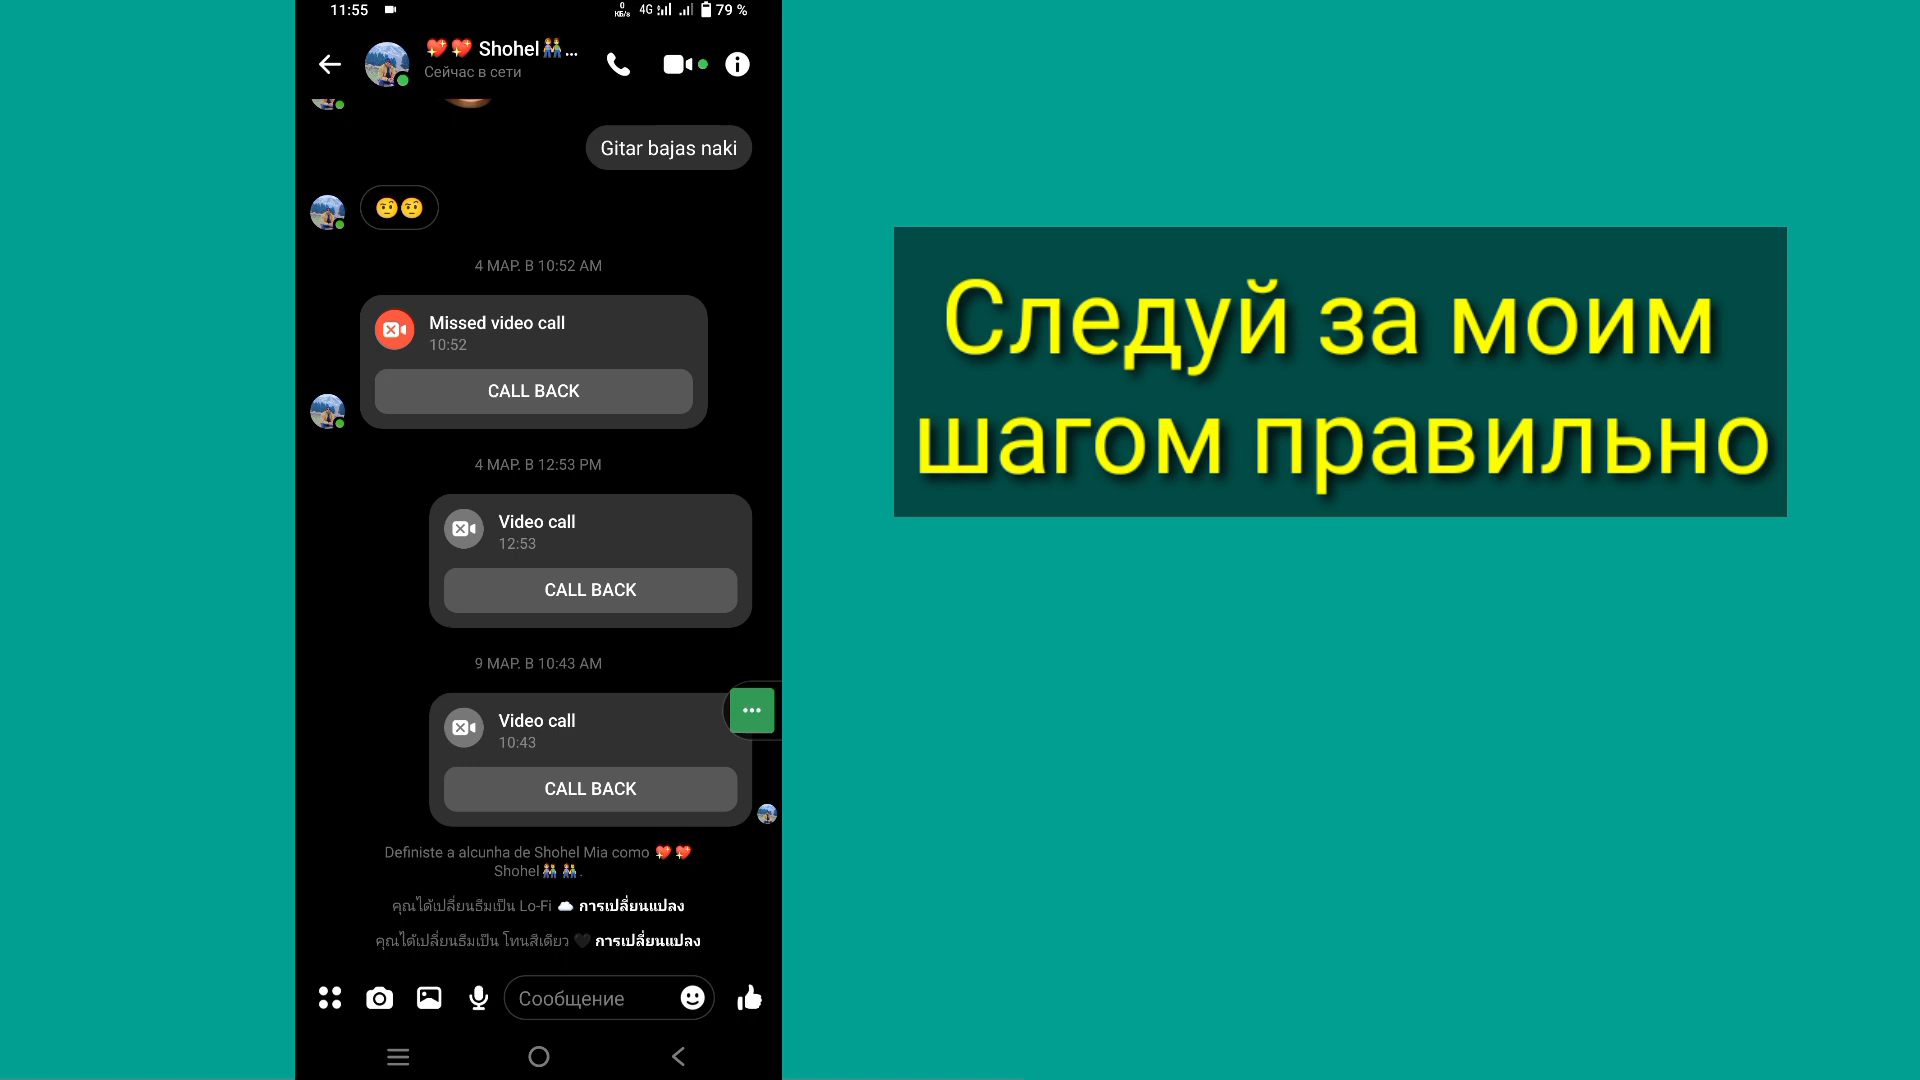 11:55
0 КБ/s 4G 79 %
💖💖 Shohel👬...
Сейчас в сети
Gitar bajas naki
🤨🤨
4 МАР. В 10:52 AM
Missed video call
10:52
CALL BACK
4 МАР. В 12:53 PM
Video call
12:53
CALL BACK
9 МАР. В 10:43 AM
Video call
10:43
CALL BACK
Definiste a alcunha de Shohel Mia como 💖💖
Shohel👬👬.
คุณได้เปลี่ยนธีมเป็น Lo-Fi ☁️ การเปลี่ยนแปลง
คุณได้เปลี่ยนธีมเป็น โทนสีเดียว 🖤 การเปลี่ยนแปลง
Сообщение
Следуй за моим
шагом правильно